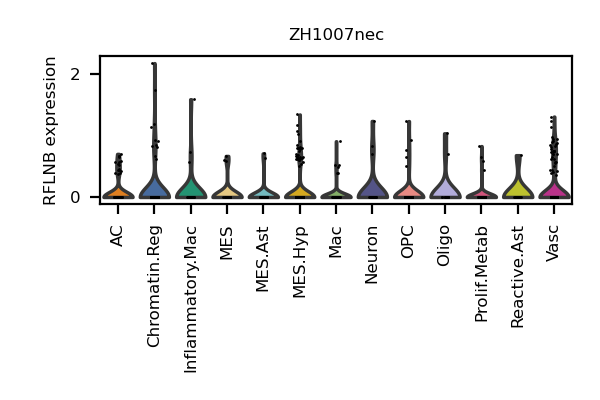 ZH1007nec
RFLNB expression
2
0
AC
Chromatin.Reg
Inflammatory.Mac
MES
MES.Ast
MES.Hyp
Mac
Neuron
OPC
Oligo
Prolif.Metab
Reactive.Ast
Vasc